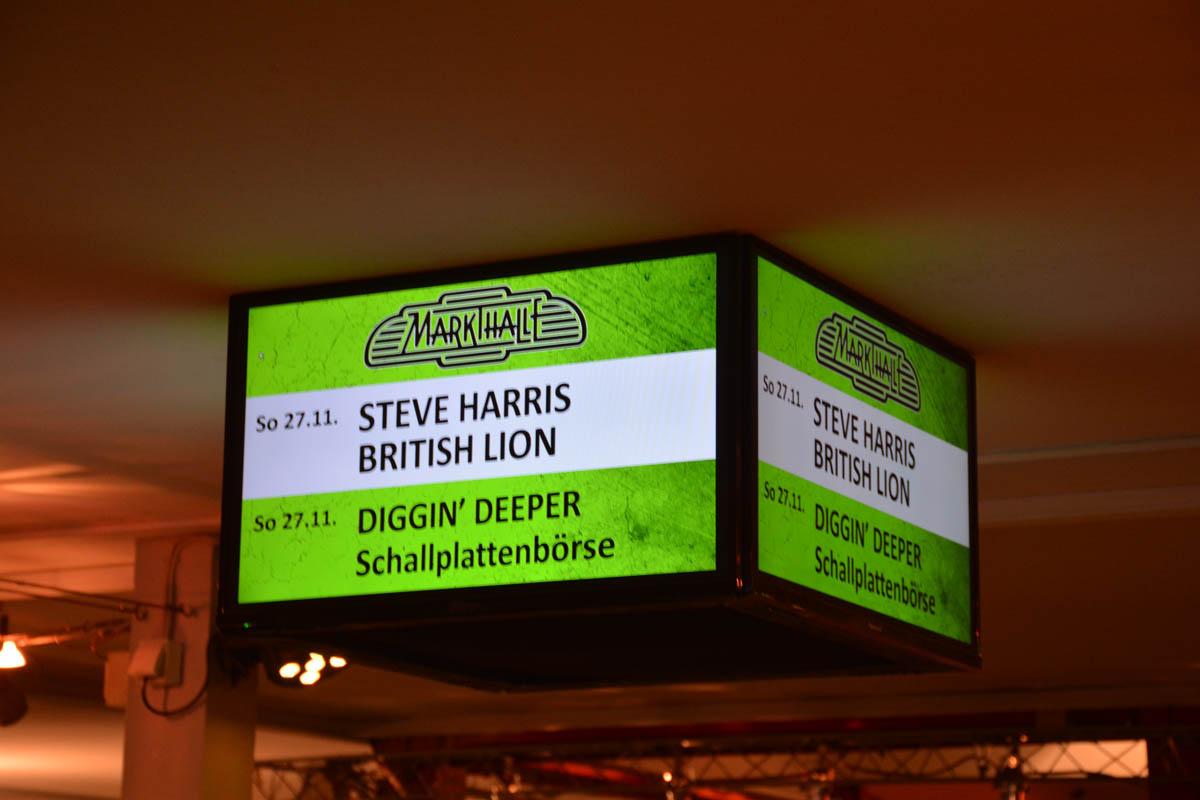 MARKTHALLE
So 27.11. STEVE HARRIS
BRITISH LION
So 27.11. DIGGIN' DEEPER
Schallplattenbörse
MARKTHALLE
So 27.11. STEVE HARRIS
BRITISH LION
So 27.11. DIGGIN' DEEPER
Schallplattenbörse